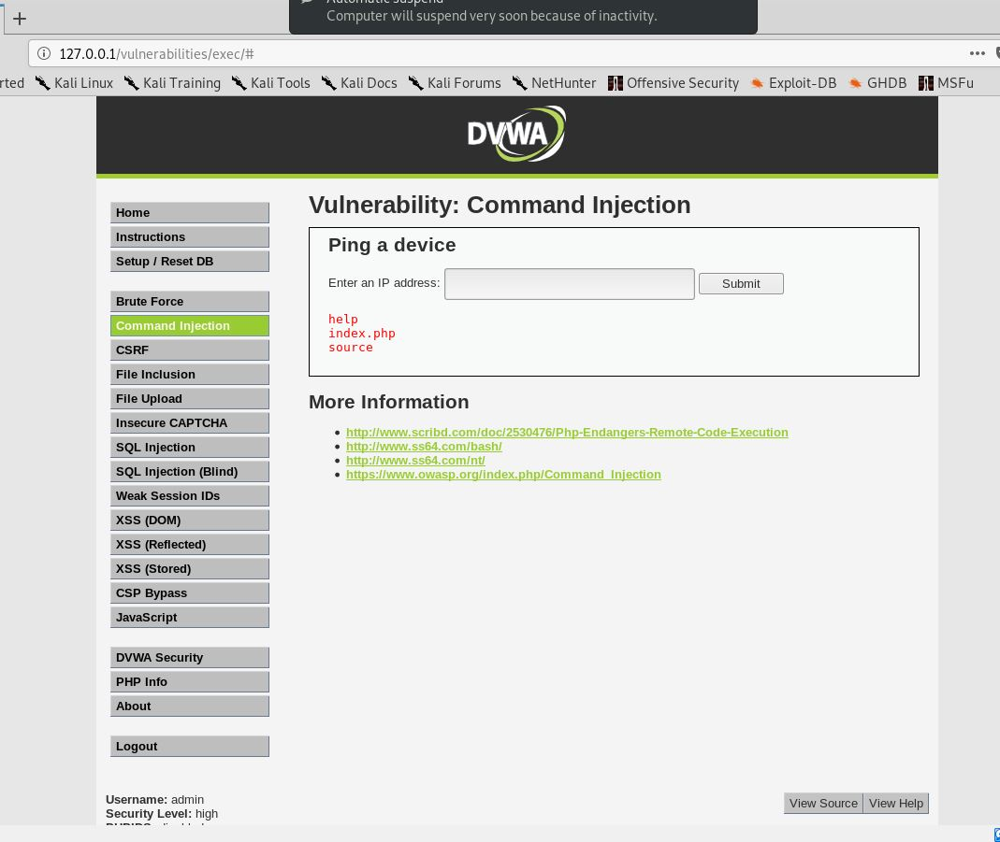 Automatic suspend
Computer will suspend very soon because of inactivity.
+
127.0.0.1/vulnerabilities/exec/#
rted Kali Linux Kali Training Kali Tools Kali Docs Kali Forums NetHunter Offensive Security Exploit-DB GHDB MSFu
DVWA
Home
Instructions
Setup / Reset DB
Brute Force
Command Injection
CSRF
File Inclusion
File Upload
Insecure CAPTCHA
SQL Injection
SQL Injection (Blind)
Weak Session IDs
XSS (DOM)
XSS (Reflected)
XSS (Stored)
CSP Bypass
JavaScript
DVWA Security
PHP Info
About
Logout
Vulnerability: Command Injection
Ping a device
Enter an IP address: Submit
help
index.php
source
More Information
http://www.scribd.com/doc/2530476/Php-Endangers-Remote-Code-Execution
http://www.ss64.com/bash/
http://www.ss64.com/nt/
https://www.owasp.org/index.php/Command_Injection
Username: admin
Security Level: high
View Source View Help